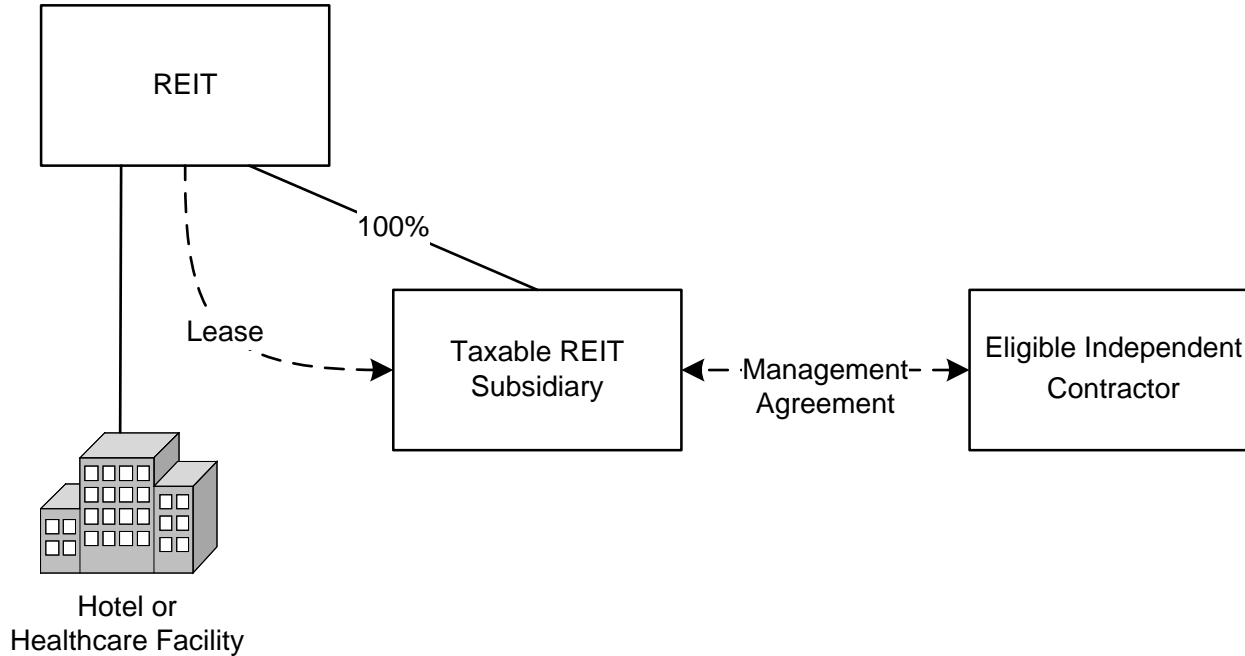 REIT
100%
Lease
Taxable REIT
Subsidiary
Management
Agreement
Eligible Independent
Contractor
Hotel or
Healthcare Facility